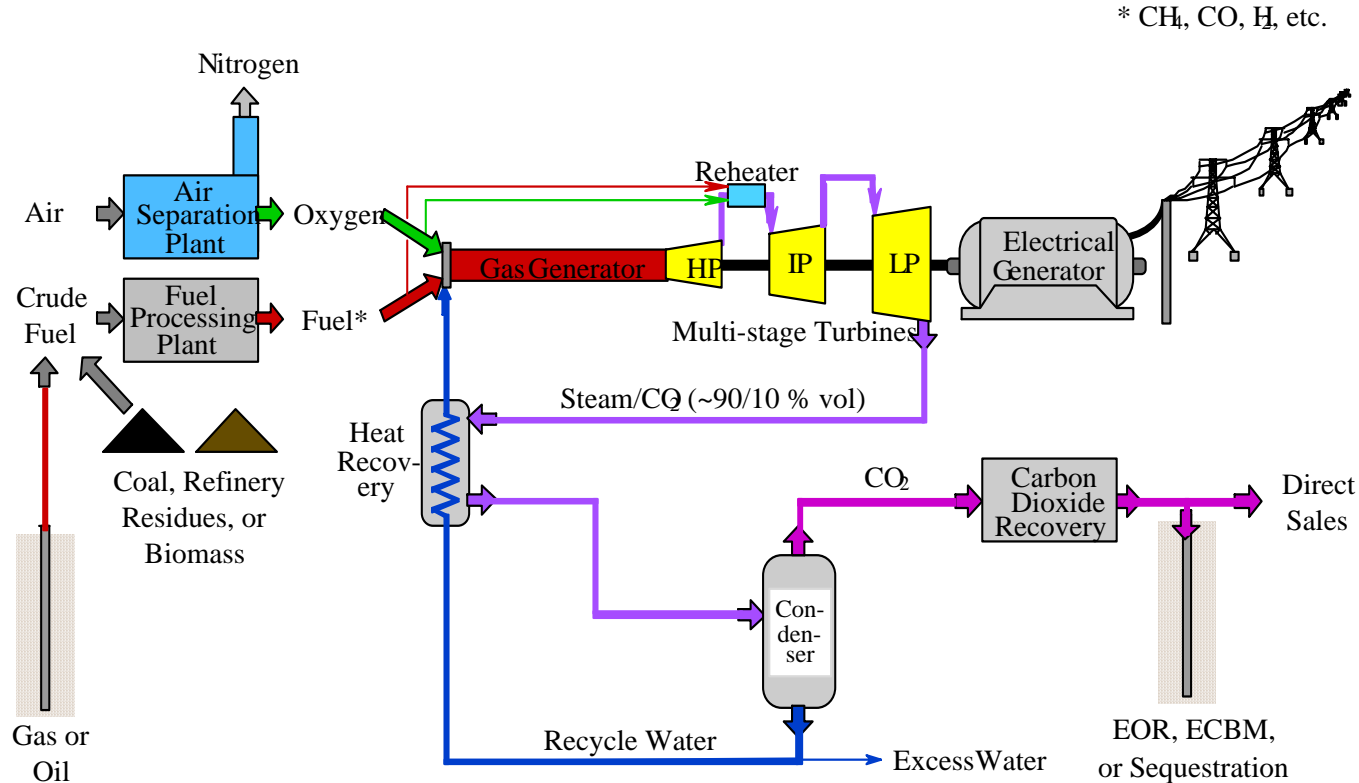 * CH4, CO, H2, etc.
Nitrogen
Air
Air
Separation
Plant
Oxygen
Reheater
Crude
Fuel
Fuel
Processing
Plant
Fuel*
Gas Generator
HP
IP
LP
Electrical
Generator
Multi-stage Turbines
Steam/CO2 (~90/10 % vol)
Heat
Recov-
ery
Coal, Refinery
Residues, or
Biomass
CO2
Carbon
Dioxide
Recovery
Direct
Sales
Con-
den-
ser
Gas or
Oil
Recycle Water
Excess Water
EOR, ECBM,
or Sequestration